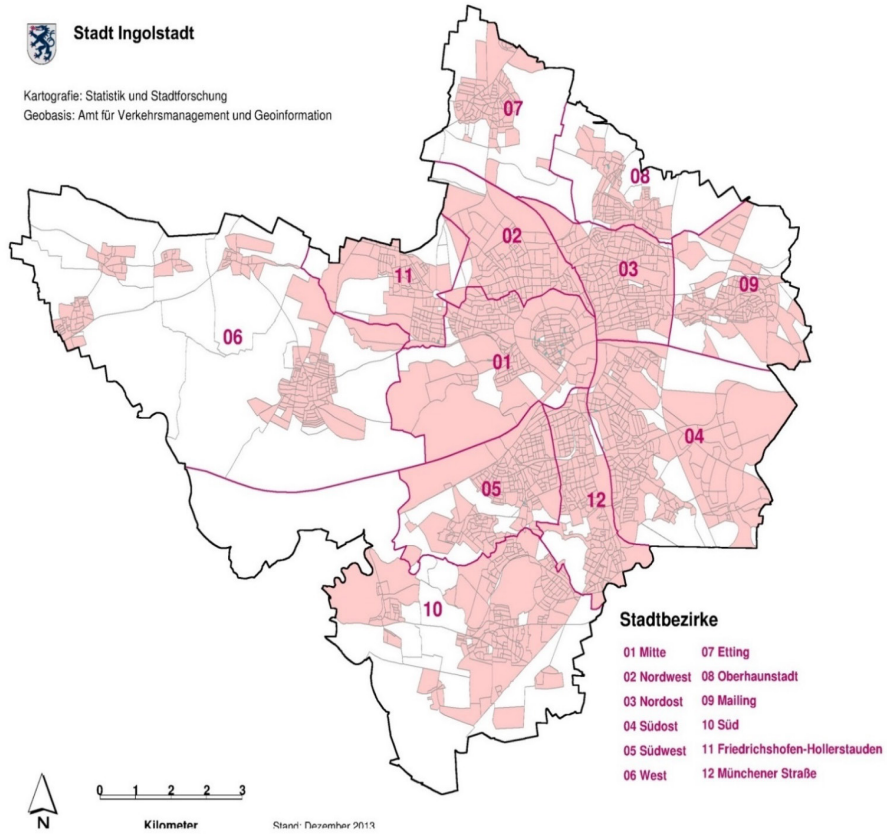 Stadt Ingolstadt
Kartografie: Statistik und Stadtforschung
Geobasis: Amt für Verkehrsmanagement und Geoinformation
07
08
02
03
11
09
06
01
04
05
12
10
Stadtbezirke
01 Mitte 07 Etting
02 Nordwest 08 Oberhaunstadt
03 Nordost 09 Mailing
04 Südost 10 Süd
05 Südwest 11 Friedrichshofen-Hollerstauden
06 West 12 Münchener Straße
0 1 2 3
N Kilometer Stand: Dezember 2013